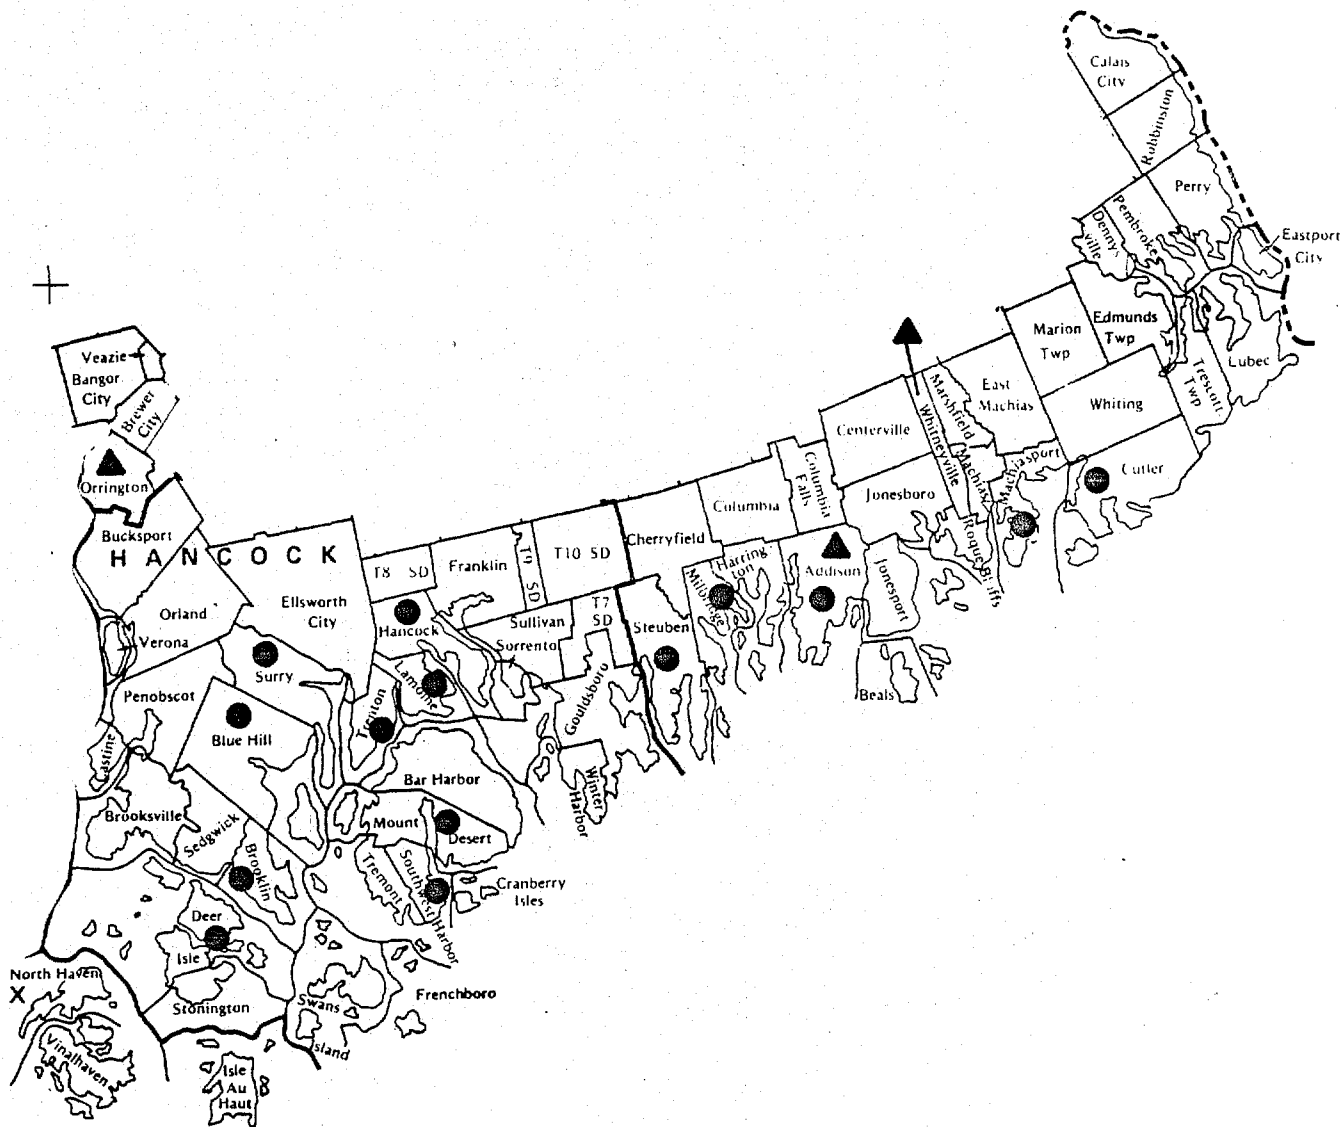 Calais
City
Robbinston
Perry
Pembroke
Dennys
ville
Eastport
City
Edmunds
Twp
Marion
Twp
Lubec
Trescott
Twp
Whiting
East
Machias
Marshfield
Whitneyville
Centerville
Machias
Machiasport
Cutler
Columbia
Falls
Columbia
Jonesboro
Roque Bluffs
Veazie
Bangor
City
Brewer
City
Orrington
Bucksport
HANCOCK
Orland
Verona
Ellsworth
City
T8 SD
Franklin
T9
SD
T10 SD
Cherryfield
Harring
ton
Milbridge
Addison
Jonesport
Beals
Hancock
Sullivan
T7
SD
Sorrento
Steuben
Gouldsboro
Surry
Penobscot
Lamoine
Trenton
Blue Hill
Castine
Bar Harbor
Winter
Harbor
Brooksville
Sedgwick
Brooklin
Mount
Desert
Tremont
Southwest Harbor
Cranberry
Isles
Deer
Isle
North Haven
X
Stonington
Swans
Island
Frenchboro
Vinalhaven
Isle
Au
Haut